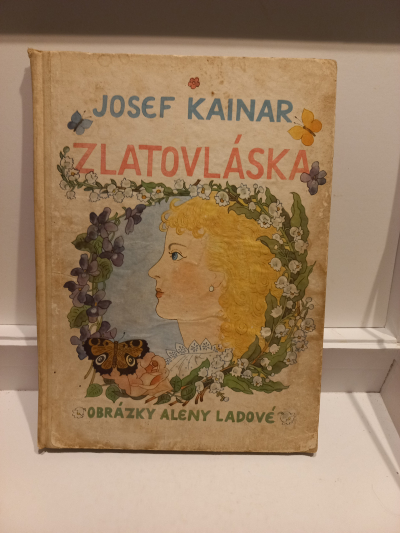 JOSEF KAINAR
ZLATOVLÁSKA
OBRÁZKY ALENY LADOVÉ